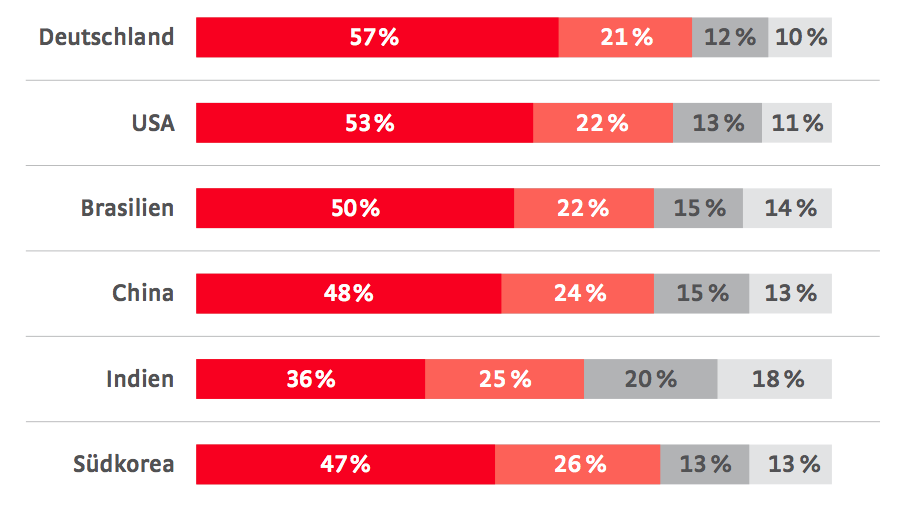 Deutschland 57% 21% 12% 10%
USA 53% 22% 13% 11%
Brasilien 50% 22% 15% 14%
China 48% 24% 15% 13%
Indien 36% 25% 20% 18%
Südkorea 47% 26% 13% 13%